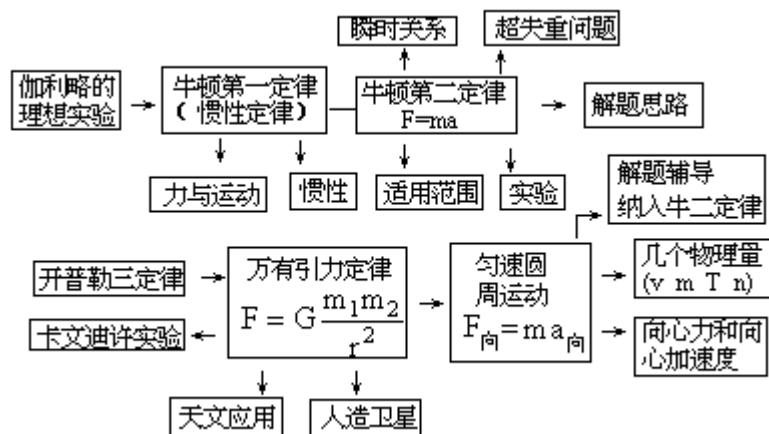 瞬时关系
超失重问题
伽利略的
理想实验
牛顿第一定律
(惯性定律)
牛顿第二定律
F=ma
解题思路
力与运动
惯性
适用范围
实验
解题辅导
纳入牛二定律
开普勒三定律
卡文迪许实验
万有引力定律
F = G m₁m₂/r²
匀速圆
周运动
F向=ma向
几个物理量
(v m T n)
向心力和向
心加速度
天文应用
人造卫星